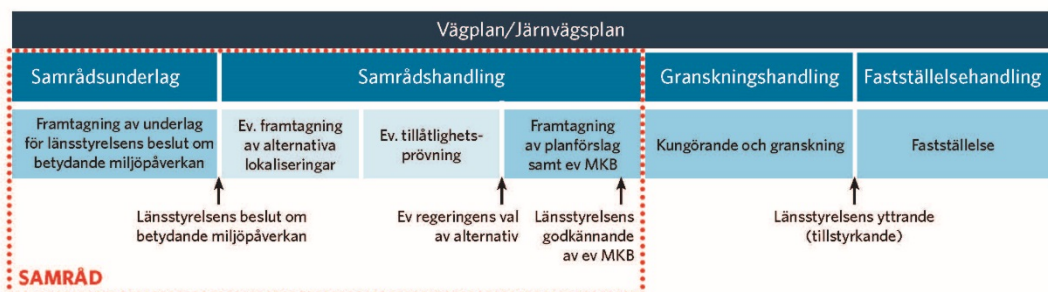 Vägplan/Järnvägsplan
Samrådsunderlag
Samrådshandling
Granskningshandling
Fastställelsehandling
Framtagning av underlag
för länsstyrelsens beslut om
betydande miljöpåverkan
Ev. framtagning
av alternativa
lokaliseringar
Ev. tillåtlighets-
prövning
Framtagning
av planförslag
samt ev MKB
Kungörande och granskning
Fastställelse
Länsstyrelsens beslut om
betydande miljöpåverkan
Ev regeringens val
av alternativ
Länsstyrelsens
godkännande
av ev MKB
Länsstyrelsens yttrande
(tillstyrkande)
SAMRÅD